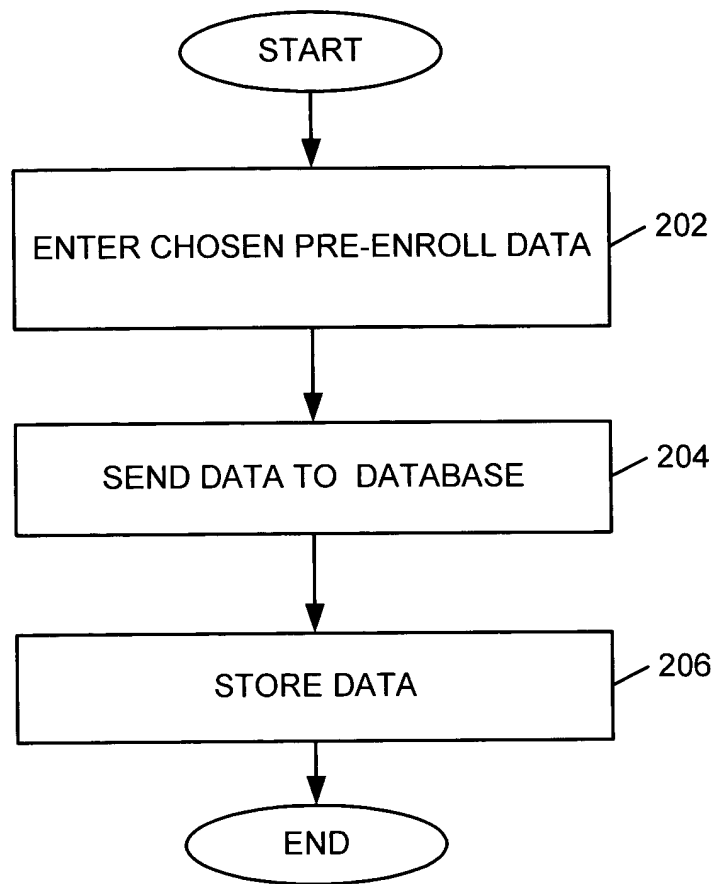 START
ENTER CHOSEN PRE-ENROLL DATA
202
SEND DATA TO DATABASE
204
STORE DATA
206
END